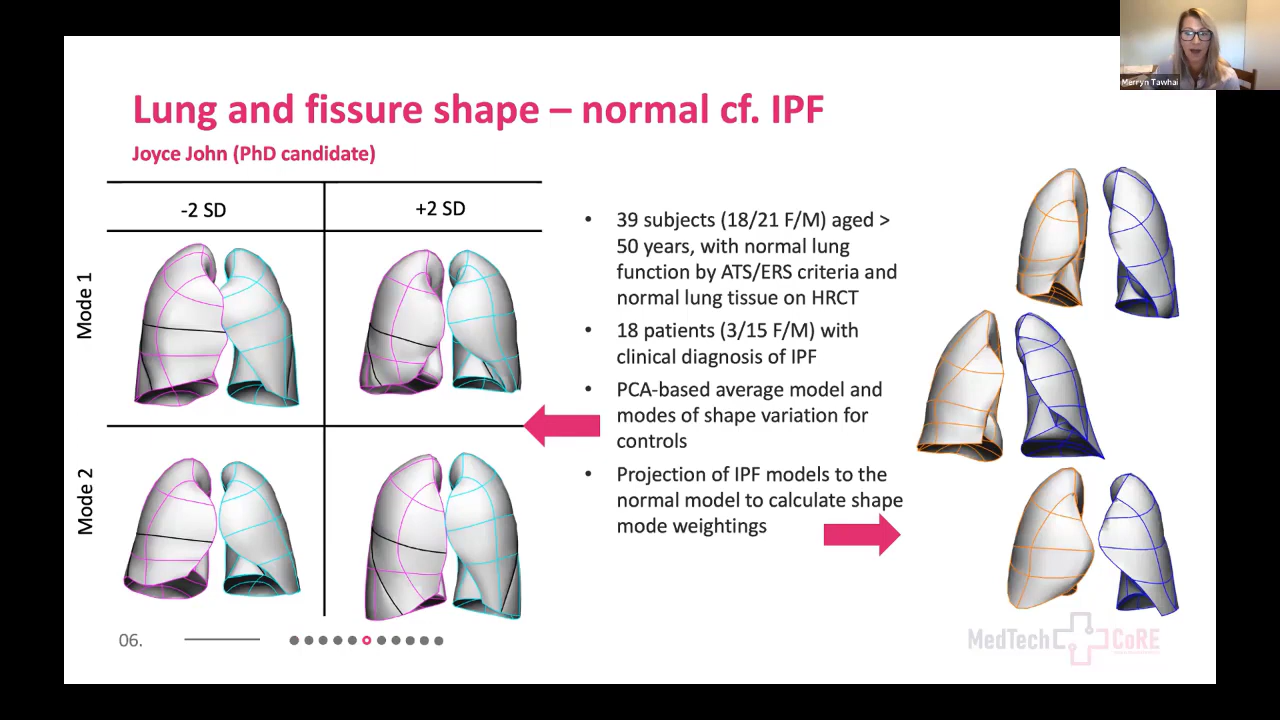 Merryn Tawhai
Lung and fissure shape – normal cf. IPF
Joyce John (PhD candidate)
-2 SD
+2 SD
Mode 1
Mode 2
• 39 subjects (18/21 F/M) aged >
50 years, with normal lung
function by ATS/ERS criteria and
normal lung tissue on HRCT
• 18 patients (3/15 F/M) with
clinical diagnosis of IPF
• PCA-based average model and
modes of shape variation for
controls
• Projection of IPF models to the
normal model to calculate shape
mode weightings
06.
MedTech CoRE